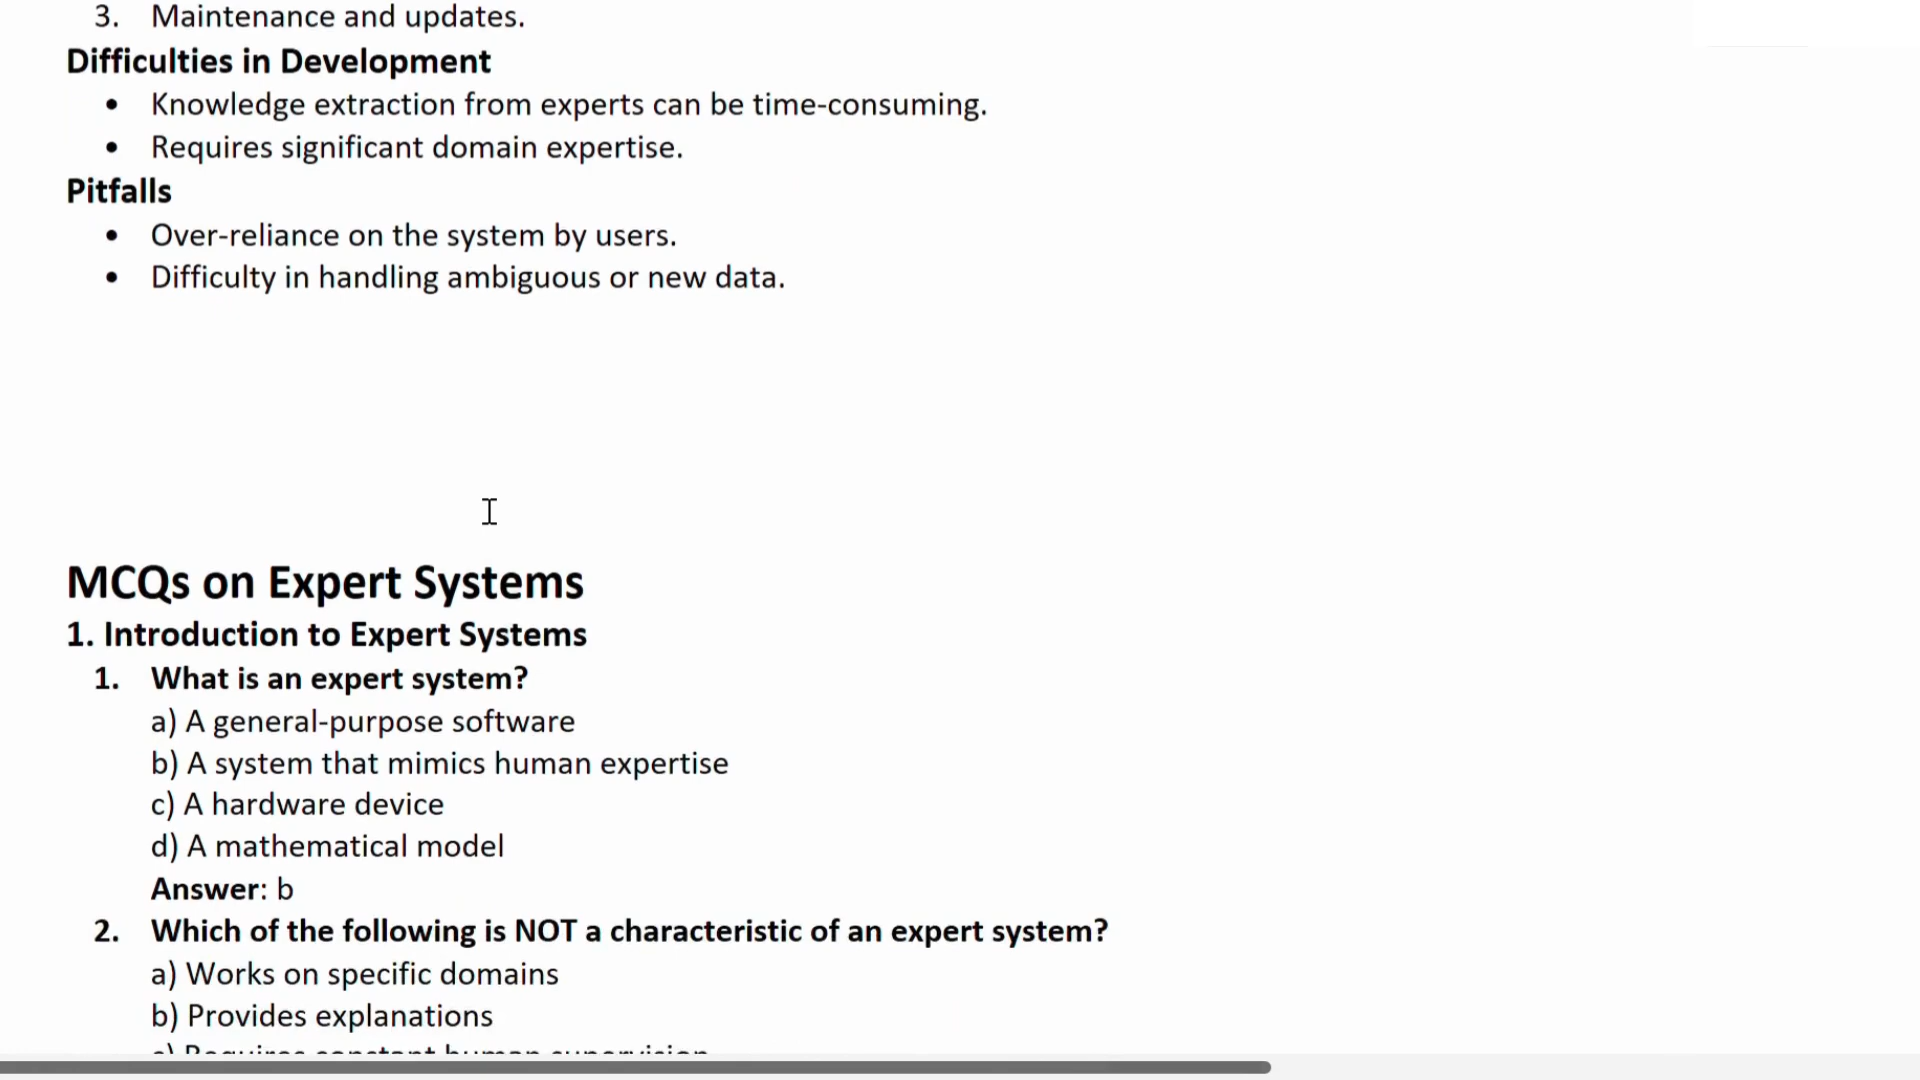 3. Maintenance and updates.
Difficulties in Development
• Knowledge extraction from experts can be time-consuming.
• Requires significant domain expertise.
Pitfalls
• Over-reliance on the system by users.
• Difficulty in handling ambiguous or new data.
MCQs on Expert Systems
1. Introduction to Expert Systems
1. What is an expert system?
a) A general-purpose software
b) A system that mimics human expertise
c) A hardware device
d) A mathematical model
Answer: b
2. Which of the following is NOT a characteristic of an expert system?
a) Works on specific domains
b) Provides explanations
c) Requires constant human supervision